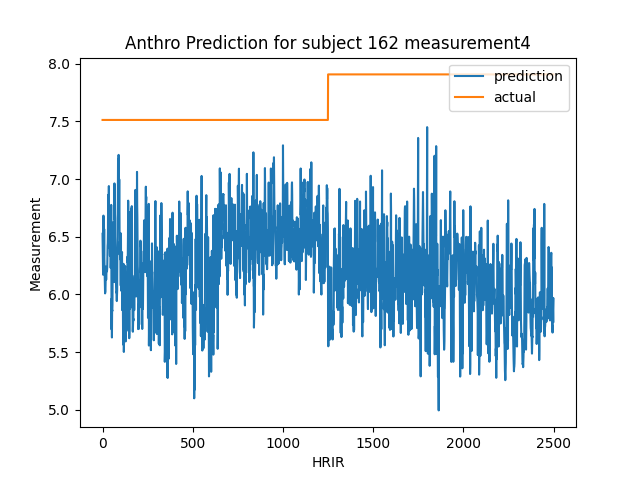 Anthro Prediction for subject 162 measurement4
8.0
7.5
7.0
6.5
6.0
5.5
5.0
Measurement
prediction
actual
0
500
1000
1500
2000
2500
HRIR